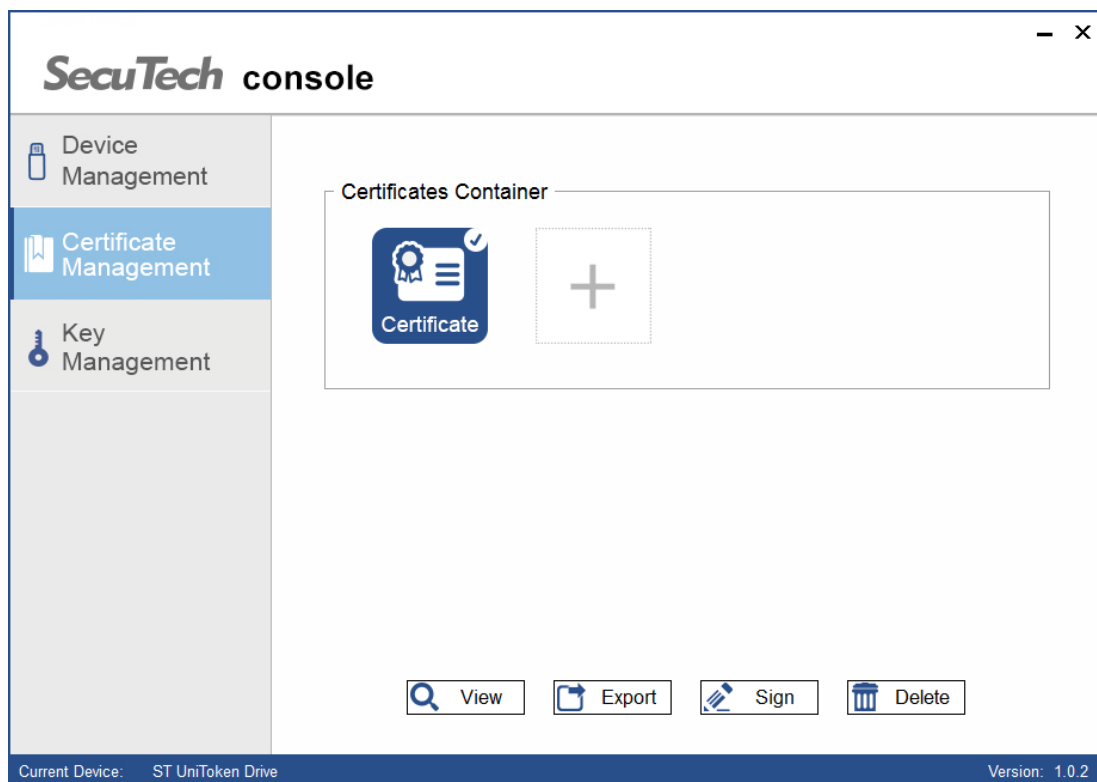 SecuTech console
Device
Management
Certificate
Management
Key
Management
Certificates Container
Certificate
View
Export
Sign
Delete
Current Device: ST UniToken Drive
Version: 1.0.2